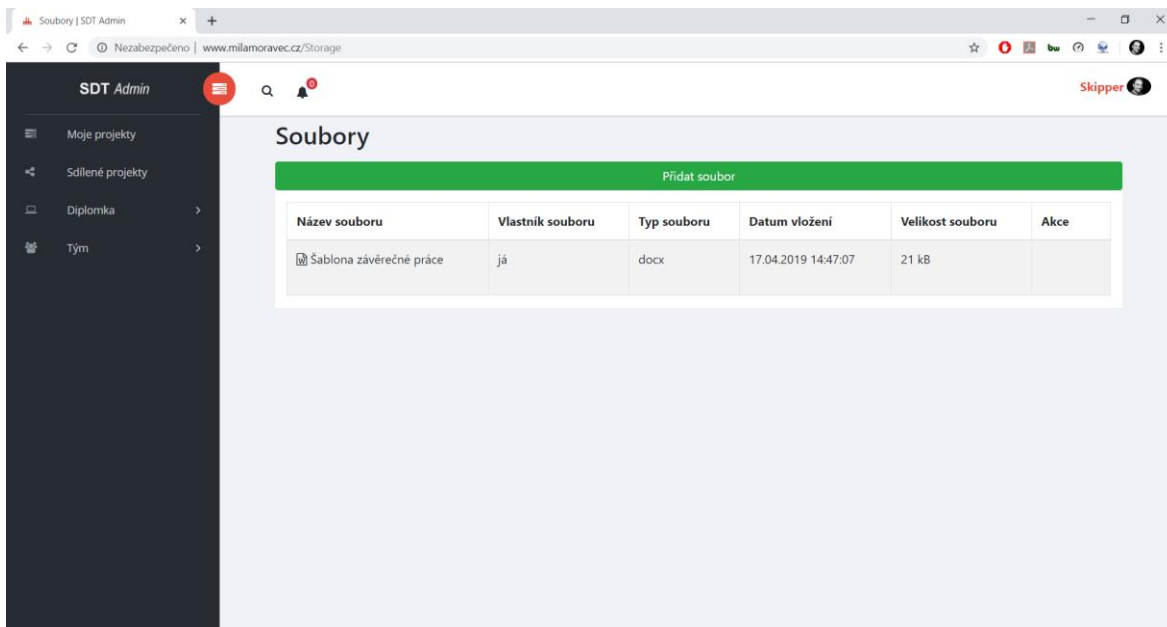 Soubory | SDT Admin
Nezabezpečeno | www.milamoravec.cz/Storage
bw
SDT Admin
0
Skipper
Moje projekty
Sdílené projekty
Diplomka
Tým
Soubory
Přidat soubor
Název souboru Vlastník souboru Typ souboru Datum vložení Velikost souboru Akce
Šablona závěrečné práce já docx 17.04.2019 14:47:07 21 kB